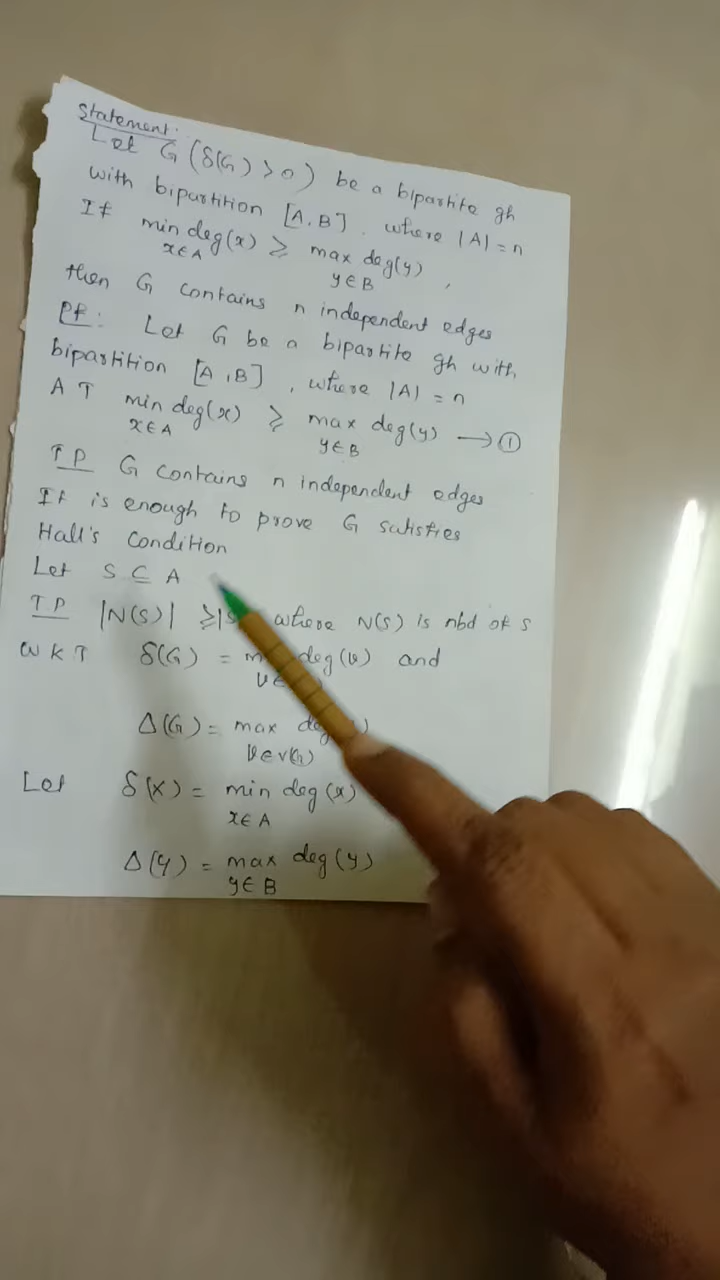 Statement:
Let G (δ(G) > 0) be a bipartite gh
with bipartition [A, B], where |A| = n
If min deg(x) ≥ max deg(y),
x∈A y∈B
then G contains n independent edges
Pf: Let G be a bipartite gh with
bipartition [A, B], where |A| = n
A T min deg(x) ≥ max deg(y) → ①
x∈A y∈B
TP G contains n independent edges
It is enough to prove G satisfies
Hall's Condition
Let S ⊆ A
TP |N(S)| ≥ |S where N(S) is nbd of S
W K T δ(G) = deg(v) and
Δ(G) = max
v∈V(G)
Let δ(X) = min deg(x)
x∈A
Δ(Y) = max deg(y)
y∈B